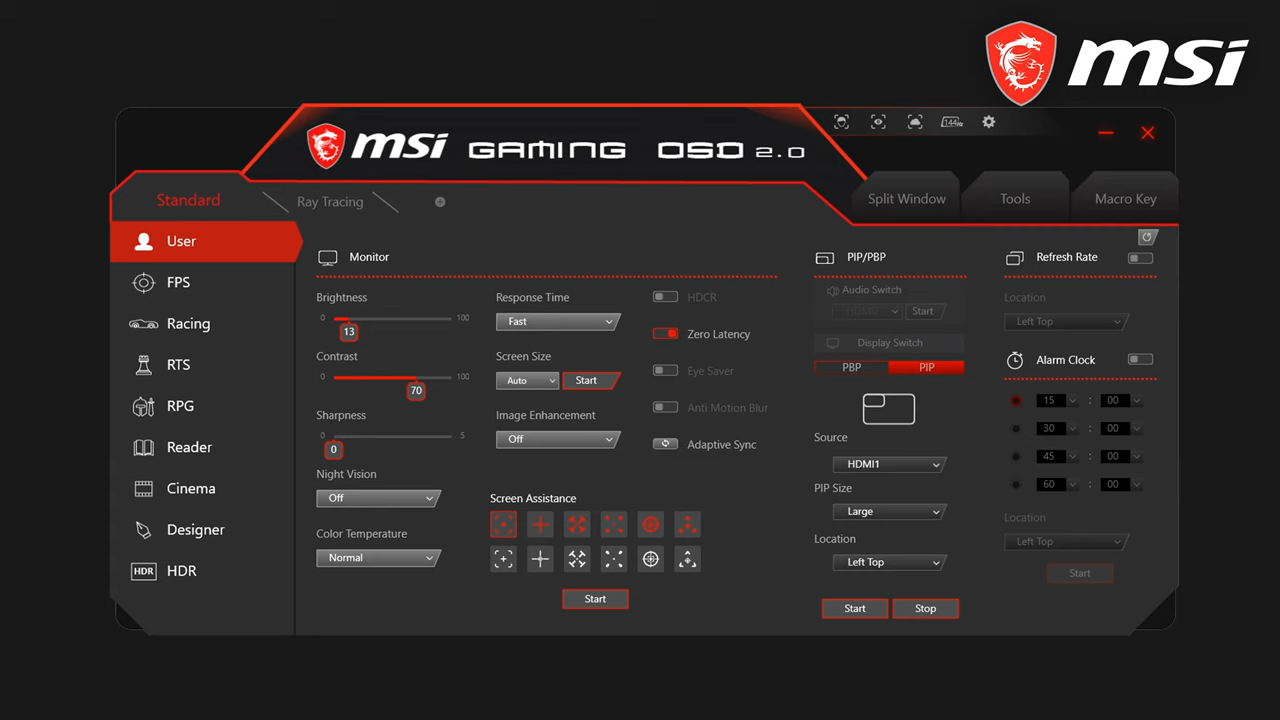 msi
msi GAMING OSD 2.0
144Hz
Standard
Ray Tracing
Split Window
Tools
Macro Key
User
FPS
Racing
RTS
RPG
Reader
Cinema
Designer
HDR HDR
Monitor
Brightness
0 100
13
Contrast
0 100
70
Sharpness
0 5
0
Night Vision
Off
Color Temperature
Normal
Response Time
Fast
Screen Size
Auto Start
Image Enhancement
Off
HDCR
Zero Latency
Eye Saver
Anti Motion Blur
Adaptive Sync
Screen Assistance
Start
PIP/PBP
Audio Switch
HDMI1 Start
Display Switch
PBP PIP
Source
HDMI1
PIP Size
Large
Location
Left Top
Start Stop
Refresh Rate
Location
Left Top
Alarm Clock
15 : 00
30 : 00
45 : 00
60 : 00
Location
Left Top
Start